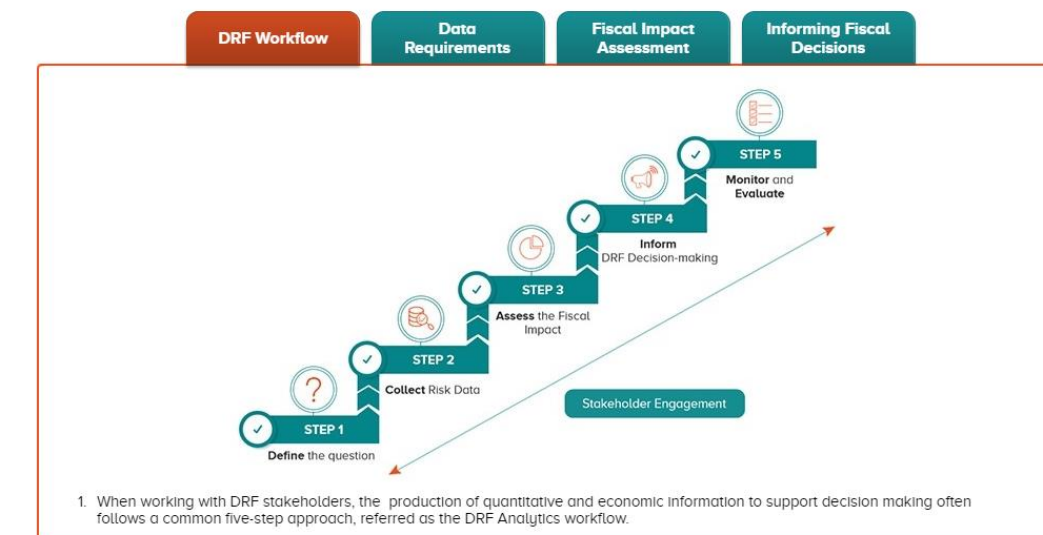 DRF Workflow
Data
Requirements
Fiscal Impact
Assessment
Informing Fiscal
Decisions
STEP 5
Monitor and
Evaluate
STEP 4
Inform
DRF Decision-making
STEP 3
Assess the Fiscal
Impact
STEP 2
Collect Risk Data
Stakeholder Engagement
STEP 1
Define the question
1. When working with DRF stakeholders, the production of quantitative and economic information to support decision making often
follows a common five-step approach, referred as the DRF Analytics workflow.